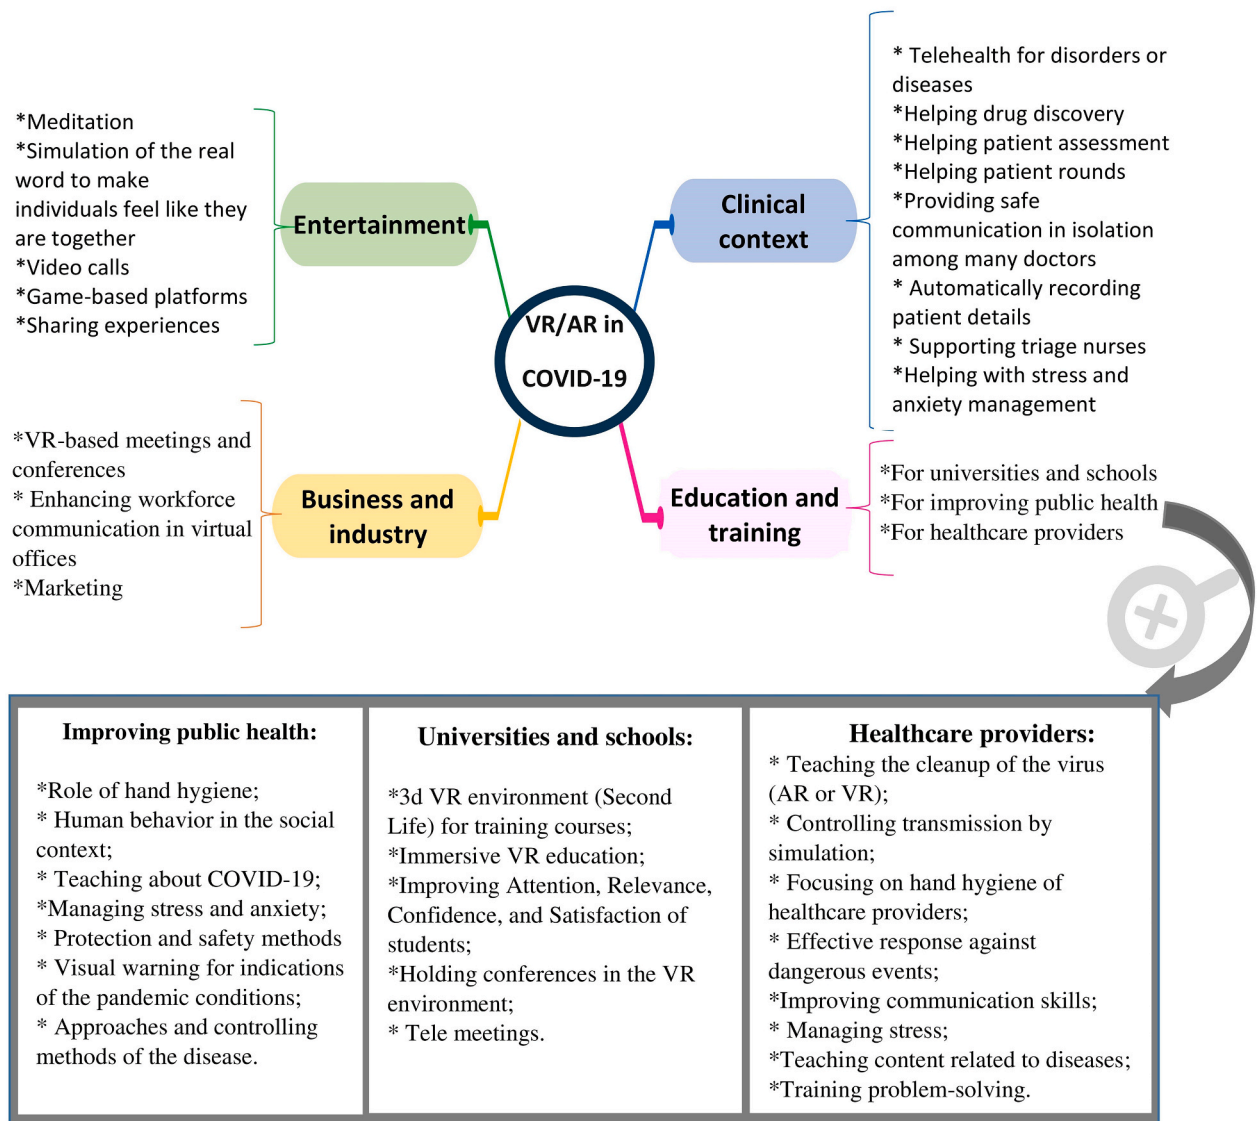 *Meditation
*Simulation of the real
word to make
individuals feel like they
are together
*Video calls
*Game-based platforms
*Sharing experiences
Entertainment
Clinical
context
* Telehealth for disorders or
diseases
*Helping drug discovery
*Helping patient assessment
*Helping patient rounds
*Providing safe
communication in isolation
among many doctors
* Automatically recording
patient details
* Supporting triage nurses
*Helping with stress and
anxiety management
VR/AR in
COVID-19
*VR-based meetings and
conferences
* Enhancing workforce
communication in virtual
offices
*Marketing
Business and
industry
Education and
training
*For universities and schools
*For improving public health
*For healthcare providers
Improving public health:
*Role of hand hygiene;
* Human behavior in the social
context;
* Teaching about COVID-19;
*Managing stress and anxiety;
* Protection and safety methods
* Visual warning for indications
of the pandemic conditions;
* Approaches and controlling
methods of the disease.
Universities and schools:
*3d VR environment (Second
Life) for training courses;
*Immersive VR education;
*Improving Attention, Relevance,
Confidence, and Satisfaction of
students;
*Holding conferences in the VR
environment;
* Tele meetings.
Healthcare providers:
* Teaching the cleanup of the virus
(AR or VR);
* Controlling transmission by
simulation;
* Focusing on hand hygiene of
healthcare providers;
* Effective response against
dangerous events;
*Improving communication skills;
* Managing stress;
*Teaching content related to diseases;
*Training problem-solving.